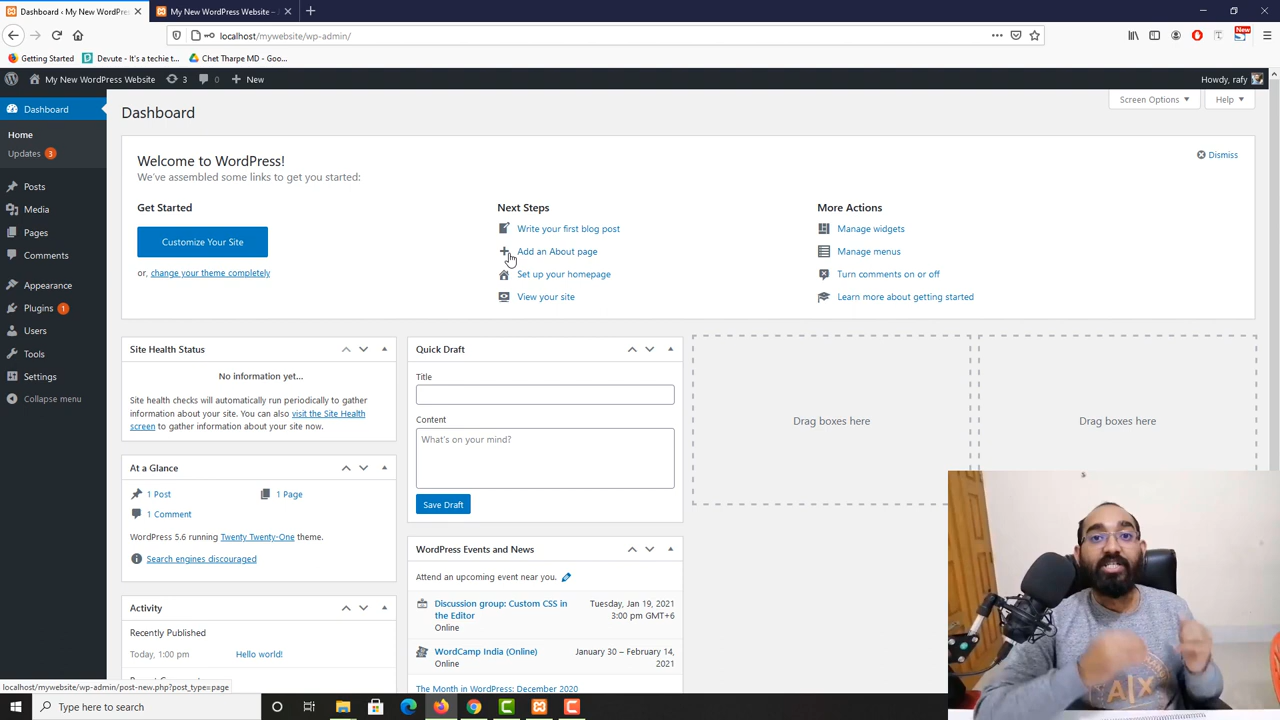 Dashboard ‹ My New WordPre
My New WordPress Website –
localhost/mywebsite/wp-admin/
New
Getting Started
Devute - It's a techie t...
Chet Tharpe MD - Goo...
My New WordPress Website
3
0
New
Howdy, rafy
Dashboard
Home
Updates 3
Posts
Media
Pages
Comments
Appearance
Plugins 1
Users
Tools
Settings
Collapse menu
Dashboard
Screen Options
Help
Welcome to WordPress!
We've assembled some links to get you started:
Dismiss
Get Started
Customize Your Site
or, change your theme completely
Next Steps
Write your first blog post
Add an About page
Set up your homepage
View your site
More Actions
Manage widgets
Manage menus
Turn comments on or off
Learn more about getting started
Site Health Status
No information yet...
Site health checks will automatically run periodically to gather
information about your site. You can also visit the Site Health
screen to gather information about your site now.
At a Glance
1 Post
1 Page
1 Comment
WordPress 5.6 running Twenty Twenty-One theme.
Search engines discouraged
Activity
Recently Published
Today, 1:00 pm
Hello world!
Quick Draft
Title
Content
What's on your mind?
Save Draft
WordPress Events and News
Attend an upcoming event near you.
Discussion group: Custom CSS in
the Editor
Online
Tuesday, Jan 19, 2021
3:00 pm GMT+6
WordCamp India (Online)
Online
January 30 – February 14,
2021
The Month in WordPress: December 2020
Drag boxes here
Drag boxes here
localhost/mywebsite/wp-admin/post-new.php?post_type=page
Type here to search